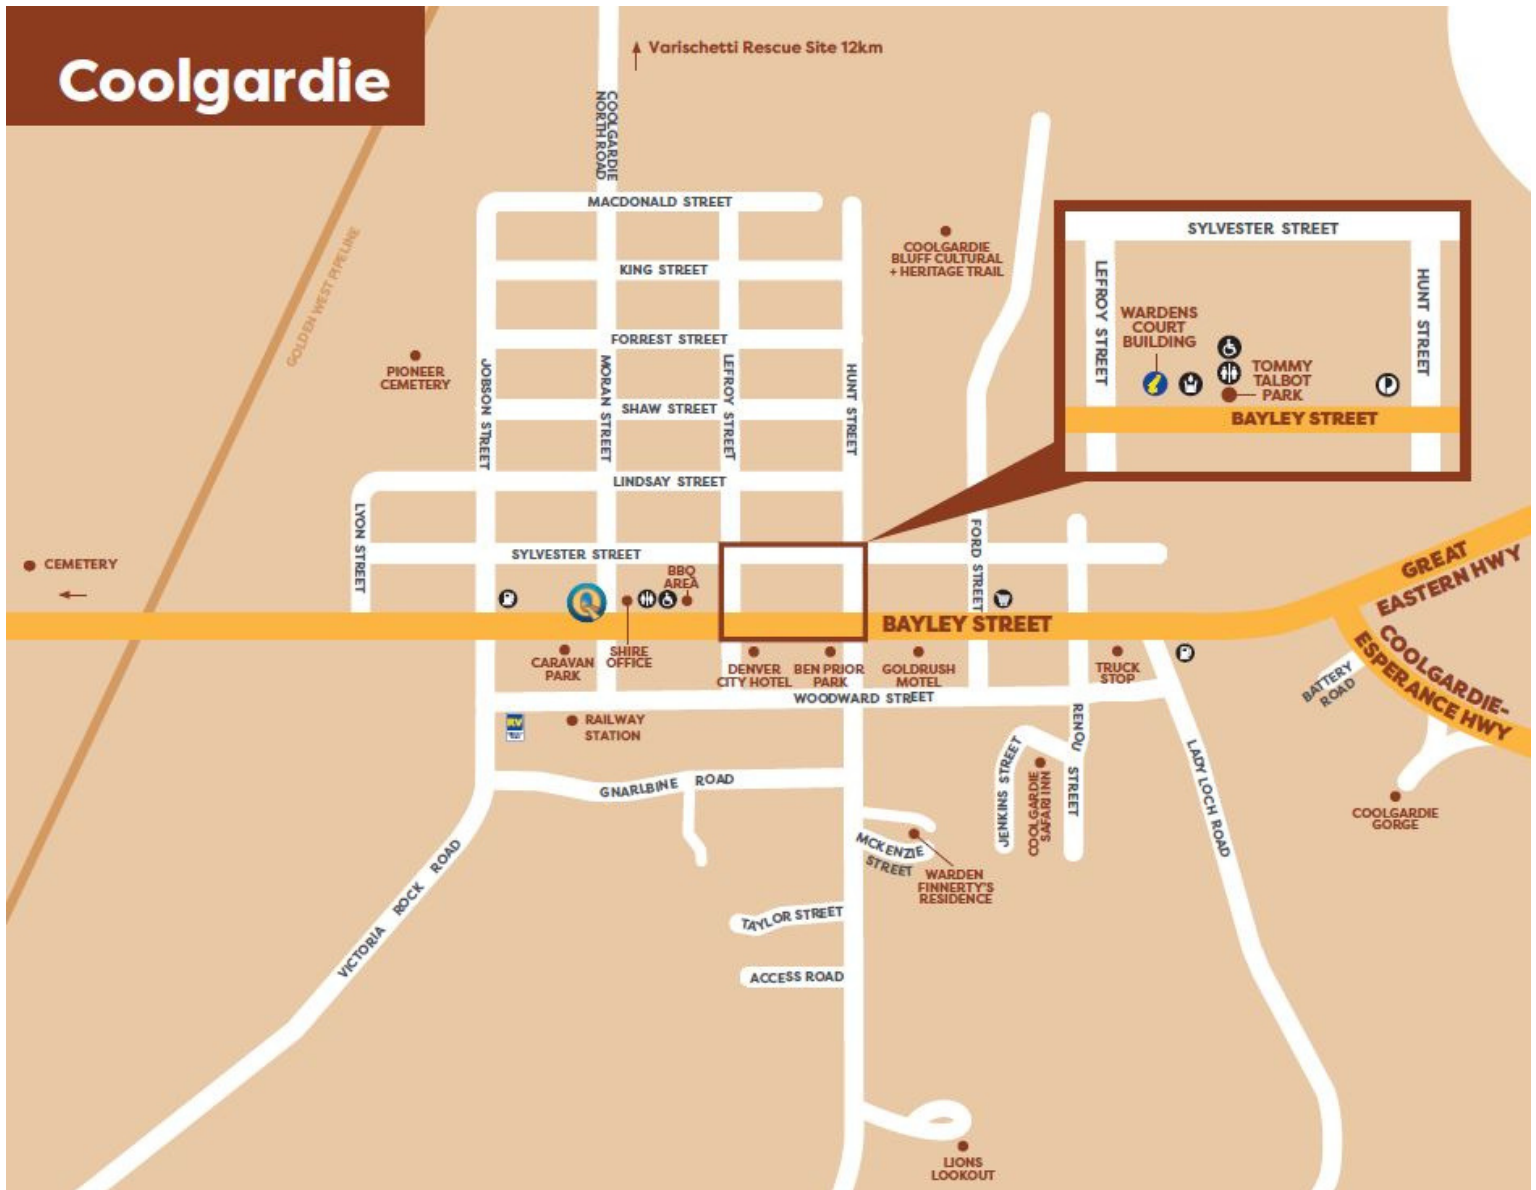 Coolgardie
Varischetti Rescue Site 12km
COOLGARDIE
NORTH ROAD
MACDONALD STREET
GOLDEN WEST PIPELINE
COOLGARDIE
BLUFF CULTURAL
+ HERITAGE TRAIL
KING STREET
FORREST STREET
PIONEER
CEMETERY
JOBSON STREET
MORAN STREET
LEFROY STREET
HUNT STREET
SHAW STREET
LINDSAY STREET
SYLVESTER STREET
LEFROY STREET
HUNT STREET
WARDENS
COURT
BUILDING
TOMMY
TALBOT
PARK
P
BAYLEY STREET
LYON STREET
SYLVESTER STREET
FORD STREET
CEMETERY
BBQ
AREA
BAYLEY STREET
GREAT
EASTERN HWY
COOLGARDIE-
ESPERANCE HWY
BATTERY
ROAD
CARAVAN
PARK
SHIRE
OFFICE
DENVER
CITY HOTEL
BEN PRIOR
PARK
GOLDRUSH
MOTEL
TRUCK
STOP
WOODWARD STREET
RV
RAILWAY
STATION
RENOU STREET
JENKINS STREET
COOLGARDIE
SAFARI INN
LADY LOCH ROAD
GNARLBINE ROAD
COOLGARDIE
GORGE
MCKENZIE
STREET
WARDEN
FINNERTY'S
RESIDENCE
VICTORIA ROCK ROAD
TAYLOR STREET
ACCESS ROAD
LIONS
LOOKOUT